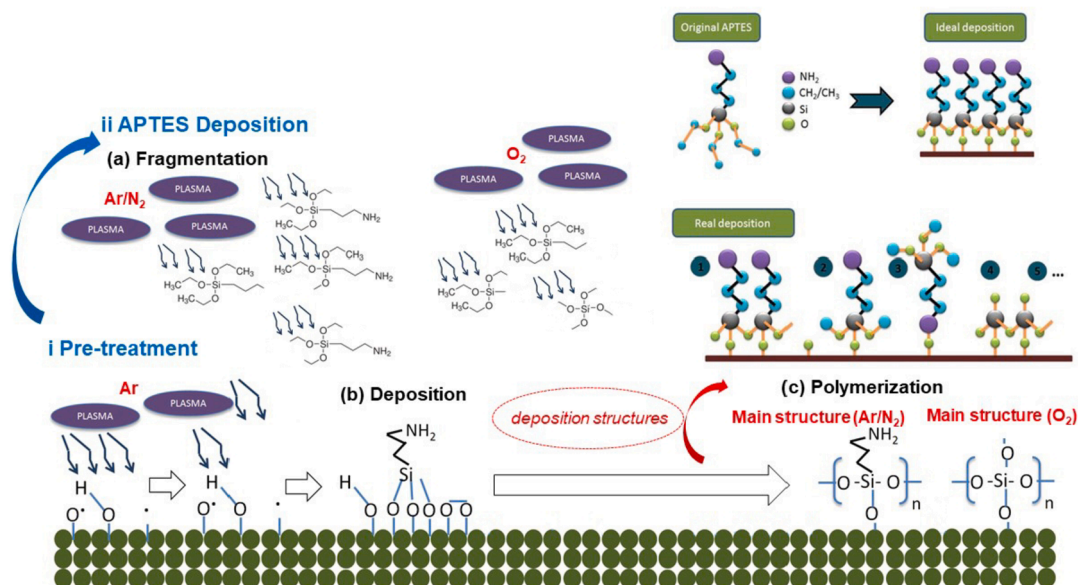 Original APTES
Ideal deposition
NH₂
CH₂/CH₃
Si
O
ii APTES Deposition
(a) Fragmentation
Ar/N₂
PLASMA
PLASMA
PLASMA
O₂
PLASMA
PLASMA
PLASMA
Real deposition
1
2
3
4
5 ...
i Pre-treatment
Ar
PLASMA
PLASMA
(b) Deposition
deposition structures
(c) Polymerization
Main structure (Ar/N₂)
Main structure (O₂)
NH₂
Si
H
O
O
O
O
O
O
H
O•
O
•
H
O•
O
•
NH₂
O -Si- O
O
n
O
O -Si- O
O
n